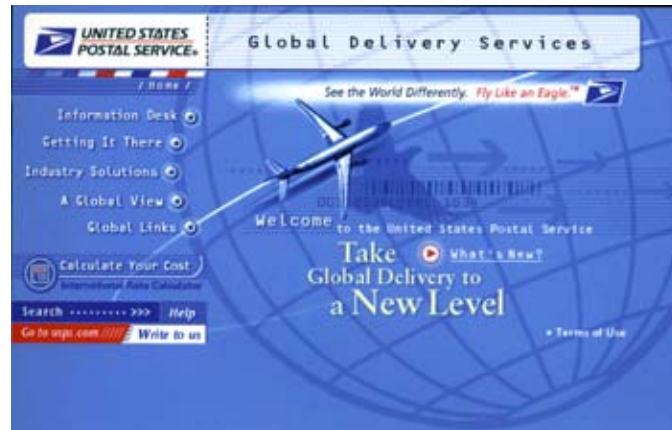 UNITED STATES
POSTAL SERVICE®
Global Delivery Services
/ Home /
See the World Differently. Fly Like an Eagle.™
Information Desk
Getting It There
Industry Solutions
A Global View
Global Links
Welcome to the United States Postal Service
Take
What's New?
Global Delivery to
a New Level
Calculate Your Cost
International Rate Calculator
Search ......... >>> Help
Go to usps.com ///// Write to us
Terms of Use